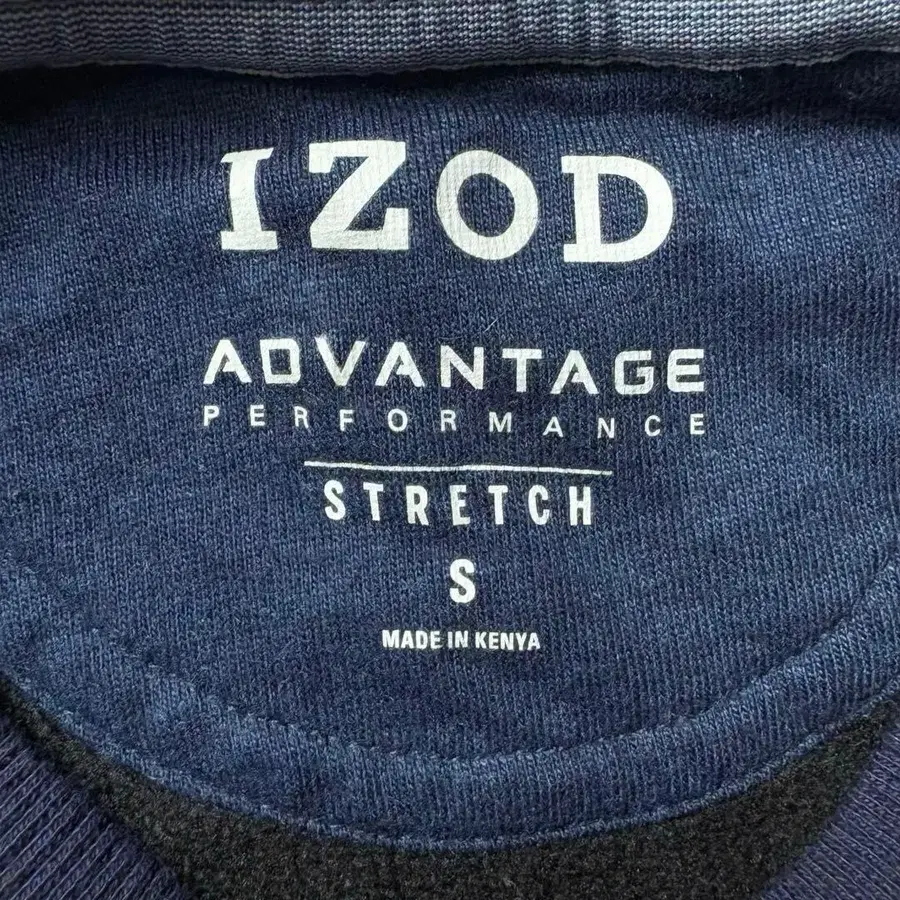 IZOD
ADVANTAGE
PERFORMANCE
STRETCH
S
MADE IN KENYA